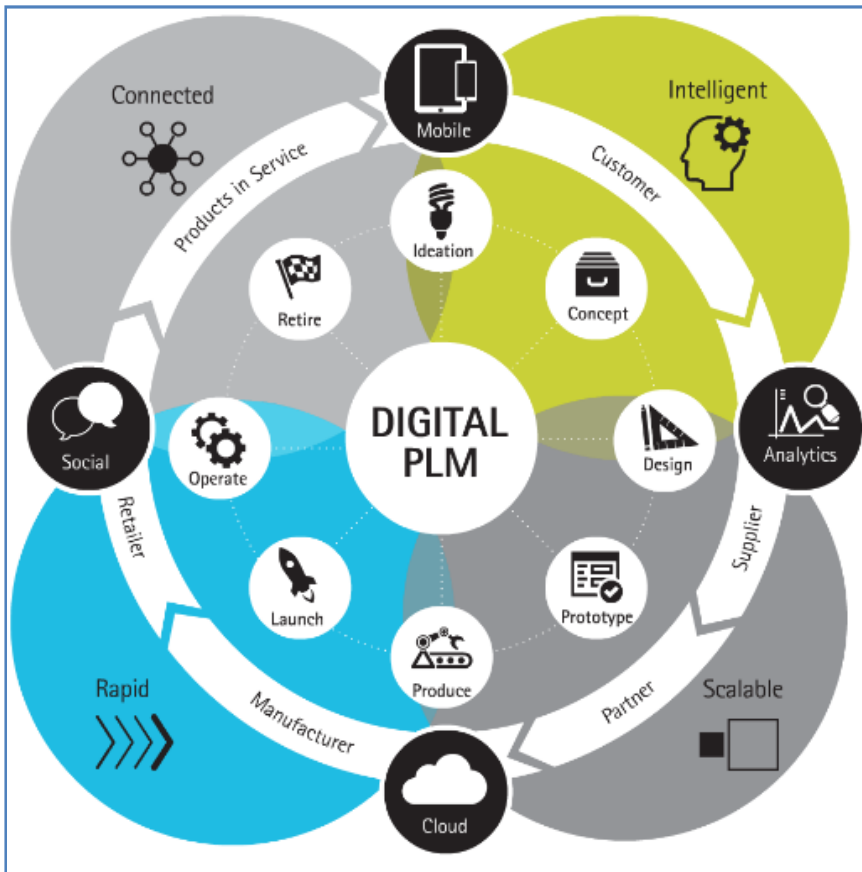 Connected
Intelligent
Mobile
Products in Service
Customer
Ideation
Retire
Concept
DIGITAL
PLM
Social
Operate
Design
Analytics
Retailer
Supplier
Launch
Prototype
Produce
Rapid
Manufacturer
Partner
Scalable
Cloud